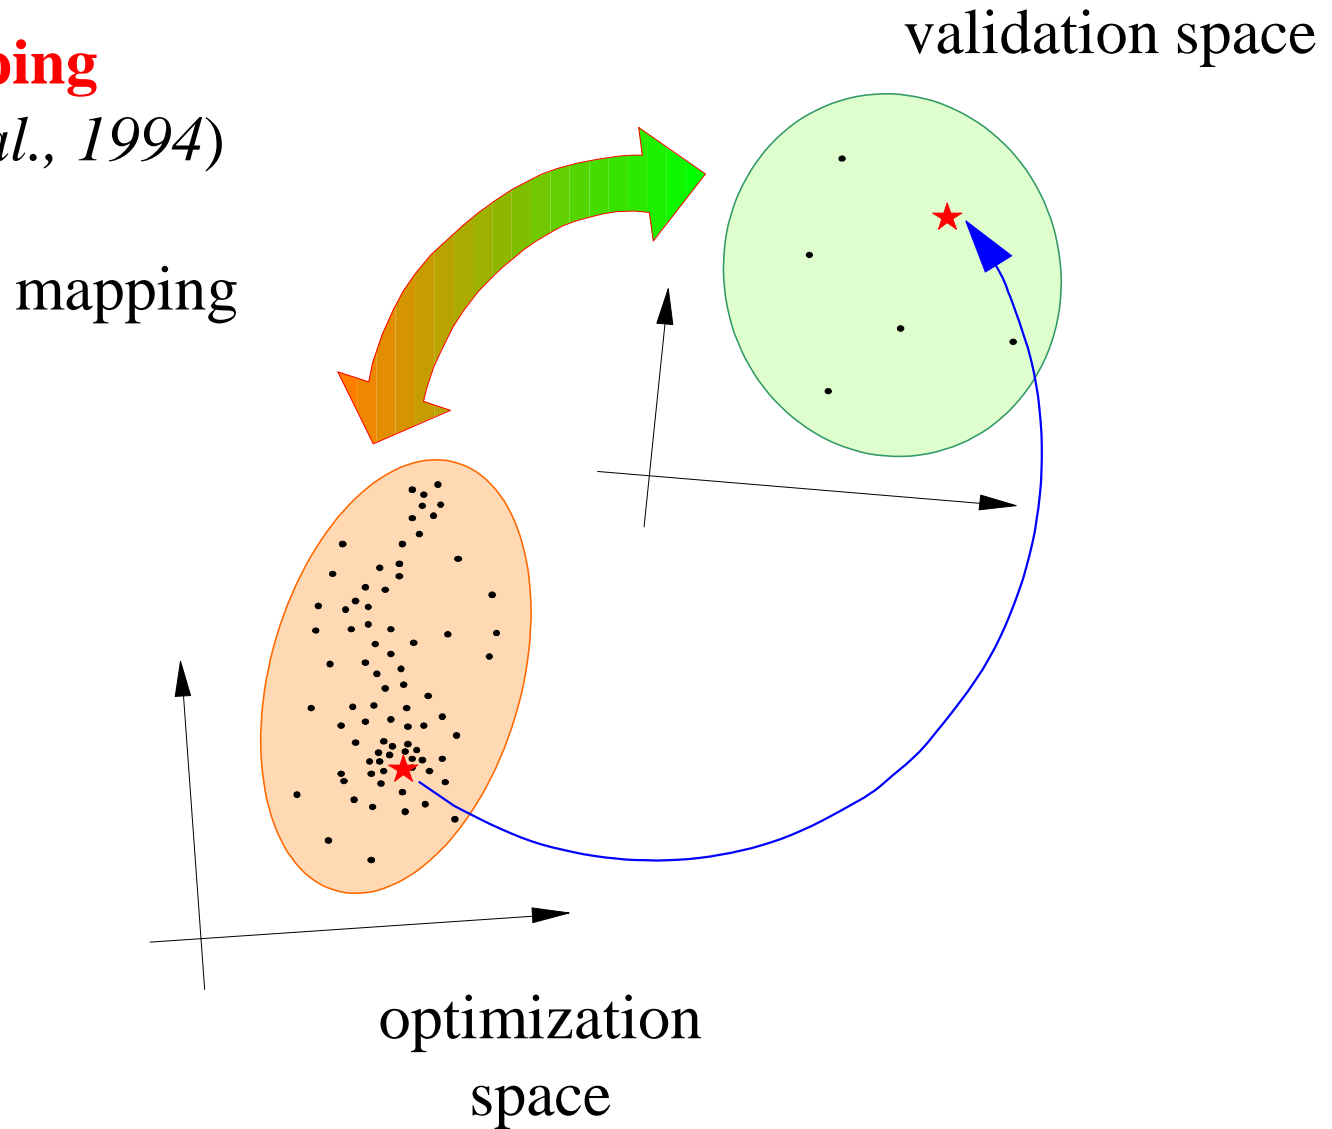 validation space
ping
al., 1994)
mapping
optimization
space